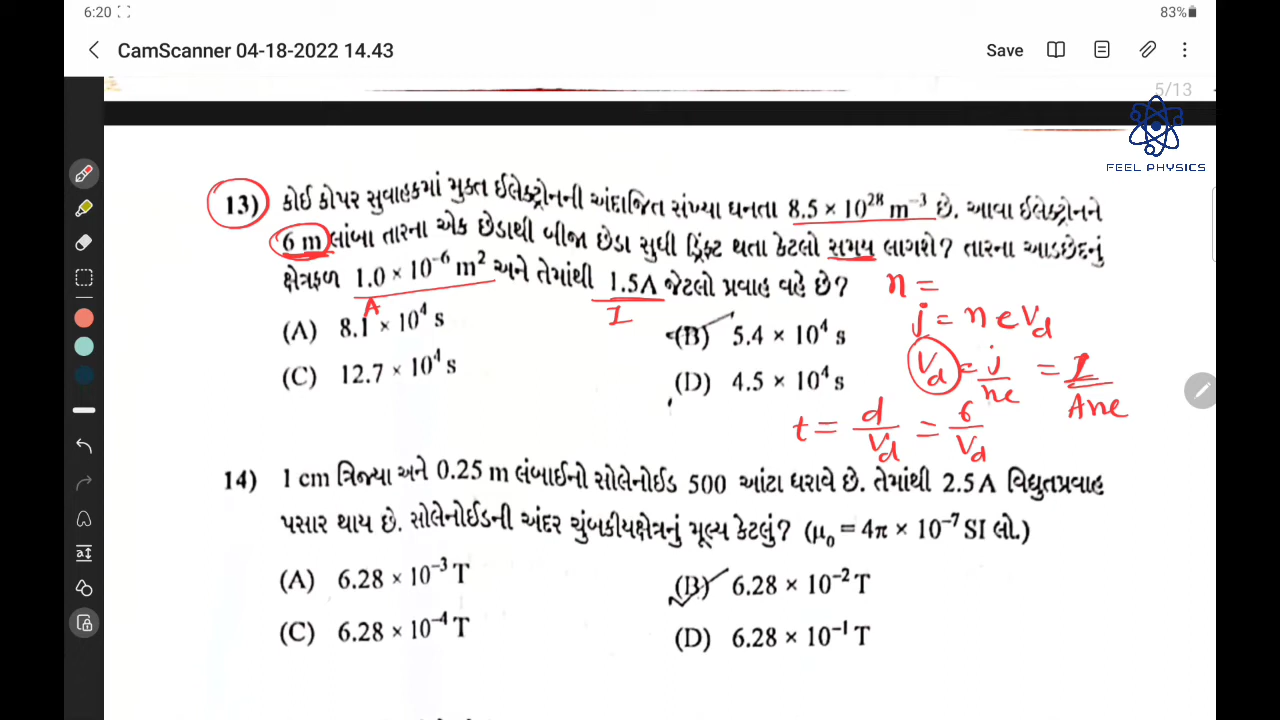 6:20
83%
CamScanner 04-18-2022 14.43
Save
5/13
FEEL PHYSICS
13) કોઈ કોપર સુવાહકમાં મુક્ત ઈલેક્ટ્રોનની અંદાજિત સંખ્યા ઘનતા 8.5 × 10²⁸ m⁻³ છે. આવા ઈલેક્ટ્રોનને
6 m લાંબા તારના એક છેડાથી બીજા છેડા સુધી ડ્રિફ્ટ થતા કેટલો સમય લાગશે? તારના આડછેદનું
ક્ષેત્રફળ 1.0 × 10⁻⁶ m² અને તેમાંથી 1.5A જેટલો પ્રવાહ વહે છે?
n =
A
I
j = n e Vd
(A) 8.1 × 10⁴ s
(B) 5.4 × 10⁴ s
Vd = j/ne = I/Ane
(C) 12.7 × 10⁴ s
(D) 4.5 × 10⁴ s
t = d/Vd = 6/Vd
14) 1 cm ત્રિજ્યા અને 0.25 m લંબાઈનો સોલેનોઈડ 500 આંટા ધરાવે છે. તેમાંથી 2.5A વિદ્યુતપ્રવાહ
પસાર થાય છે. સોલેનોઈડની અંદર ચુંબકીયક્ષેત્રનું મૂલ્ય કેટલું? (μ₀ = 4π × 10⁻⁷ SI લો.)
(A) 6.28 × 10⁻³ T
(B) 6.28 × 10⁻² T
(C) 6.28 × 10⁻⁴ T
(D) 6.28 × 10⁻¹ T